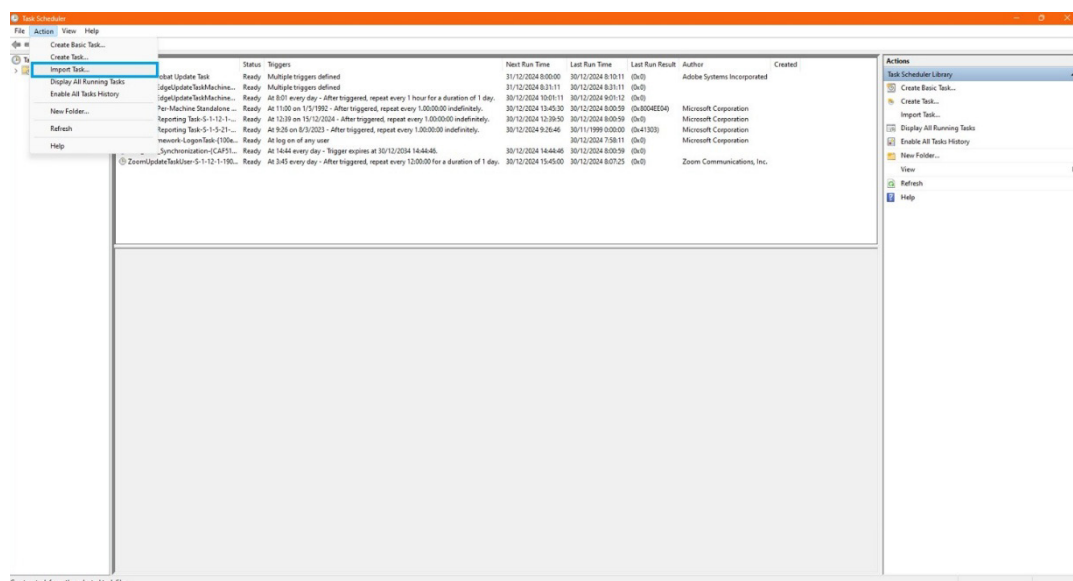 Task Scheduler
File Action View Help
Create Basic Task...
Create Task...
Import Task...
Display All Running Tasks
Enable All Tasks History
New Folder...
Refresh
Help
Status Triggers Next Run Time Last Run Time Last Run Result Author Created
obat Update Task Ready Multiple triggers defined 31/12/2024 8:00:00 30/12/2024 8:10:11 (0x0) Adobe Systems Incorporated
EdgeUpdateTaskMachine... Ready Multiple triggers defined 31/12/2024 8:31:11 30/12/2024 8:31:11 (0x0)
EdgeUpdateTaskMachine... Ready At 8:01 every day - After triggered, repeat every 1 hour for a duration of 1 day. 30/12/2024 10:01:11 30/12/2024 9:01:12 (0x0)
Per-Machine Standalone ... Ready At 11:00 on 1/5/1992 - After triggered, repeat every 1.00:00:00 indefinitely. 30/12/2024 13:45:30 30/12/2024 8:00:59 (0x8004EE04) Microsoft Corporation
Reporting Task-S-1-12-1-... Ready At 12:39 on 15/12/2024 - After triggered, repeat every 1.00:00:00 indefinitely. 30/12/2024 12:39:50 30/12/2024 8:00:59 (0x0) Microsoft Corporation
Reporting Task-S-1-5-21-... Ready At 9:26 on 8/3/2023 - After triggered, repeat every 1.00:00:00 indefinitely. 30/12/2024 9:26:46 30/11/1999 0:00:00 (0x41303) Microsoft Corporation
mework-LogonTask-{100e... Ready At log on of any user 30/12/2024 7:58:11 (0x0) Microsoft Corporation
_Synchronization-{CAF51... Ready At 14:44 every day - Trigger expires at 30/12/2034 14:44:46. 30/12/2024 14:44:46 30/12/2024 8:00:59 (0x0)
ZoomUpdateTaskUser-S-1-12-1-190... Ready At 3:45 every day - After triggered, repeat every 12:00:00 for a duration of 1 day. 30/12/2024 15:45:00 30/12/2024 8:07:25 (0x0) Zoom Communications, Inc.
Actions
Task Scheduler Library
Create Basic Task...
Create Task...
Import Task...
Display All Running Tasks
Enable All Tasks History
New Folder...
View
Refresh
Help